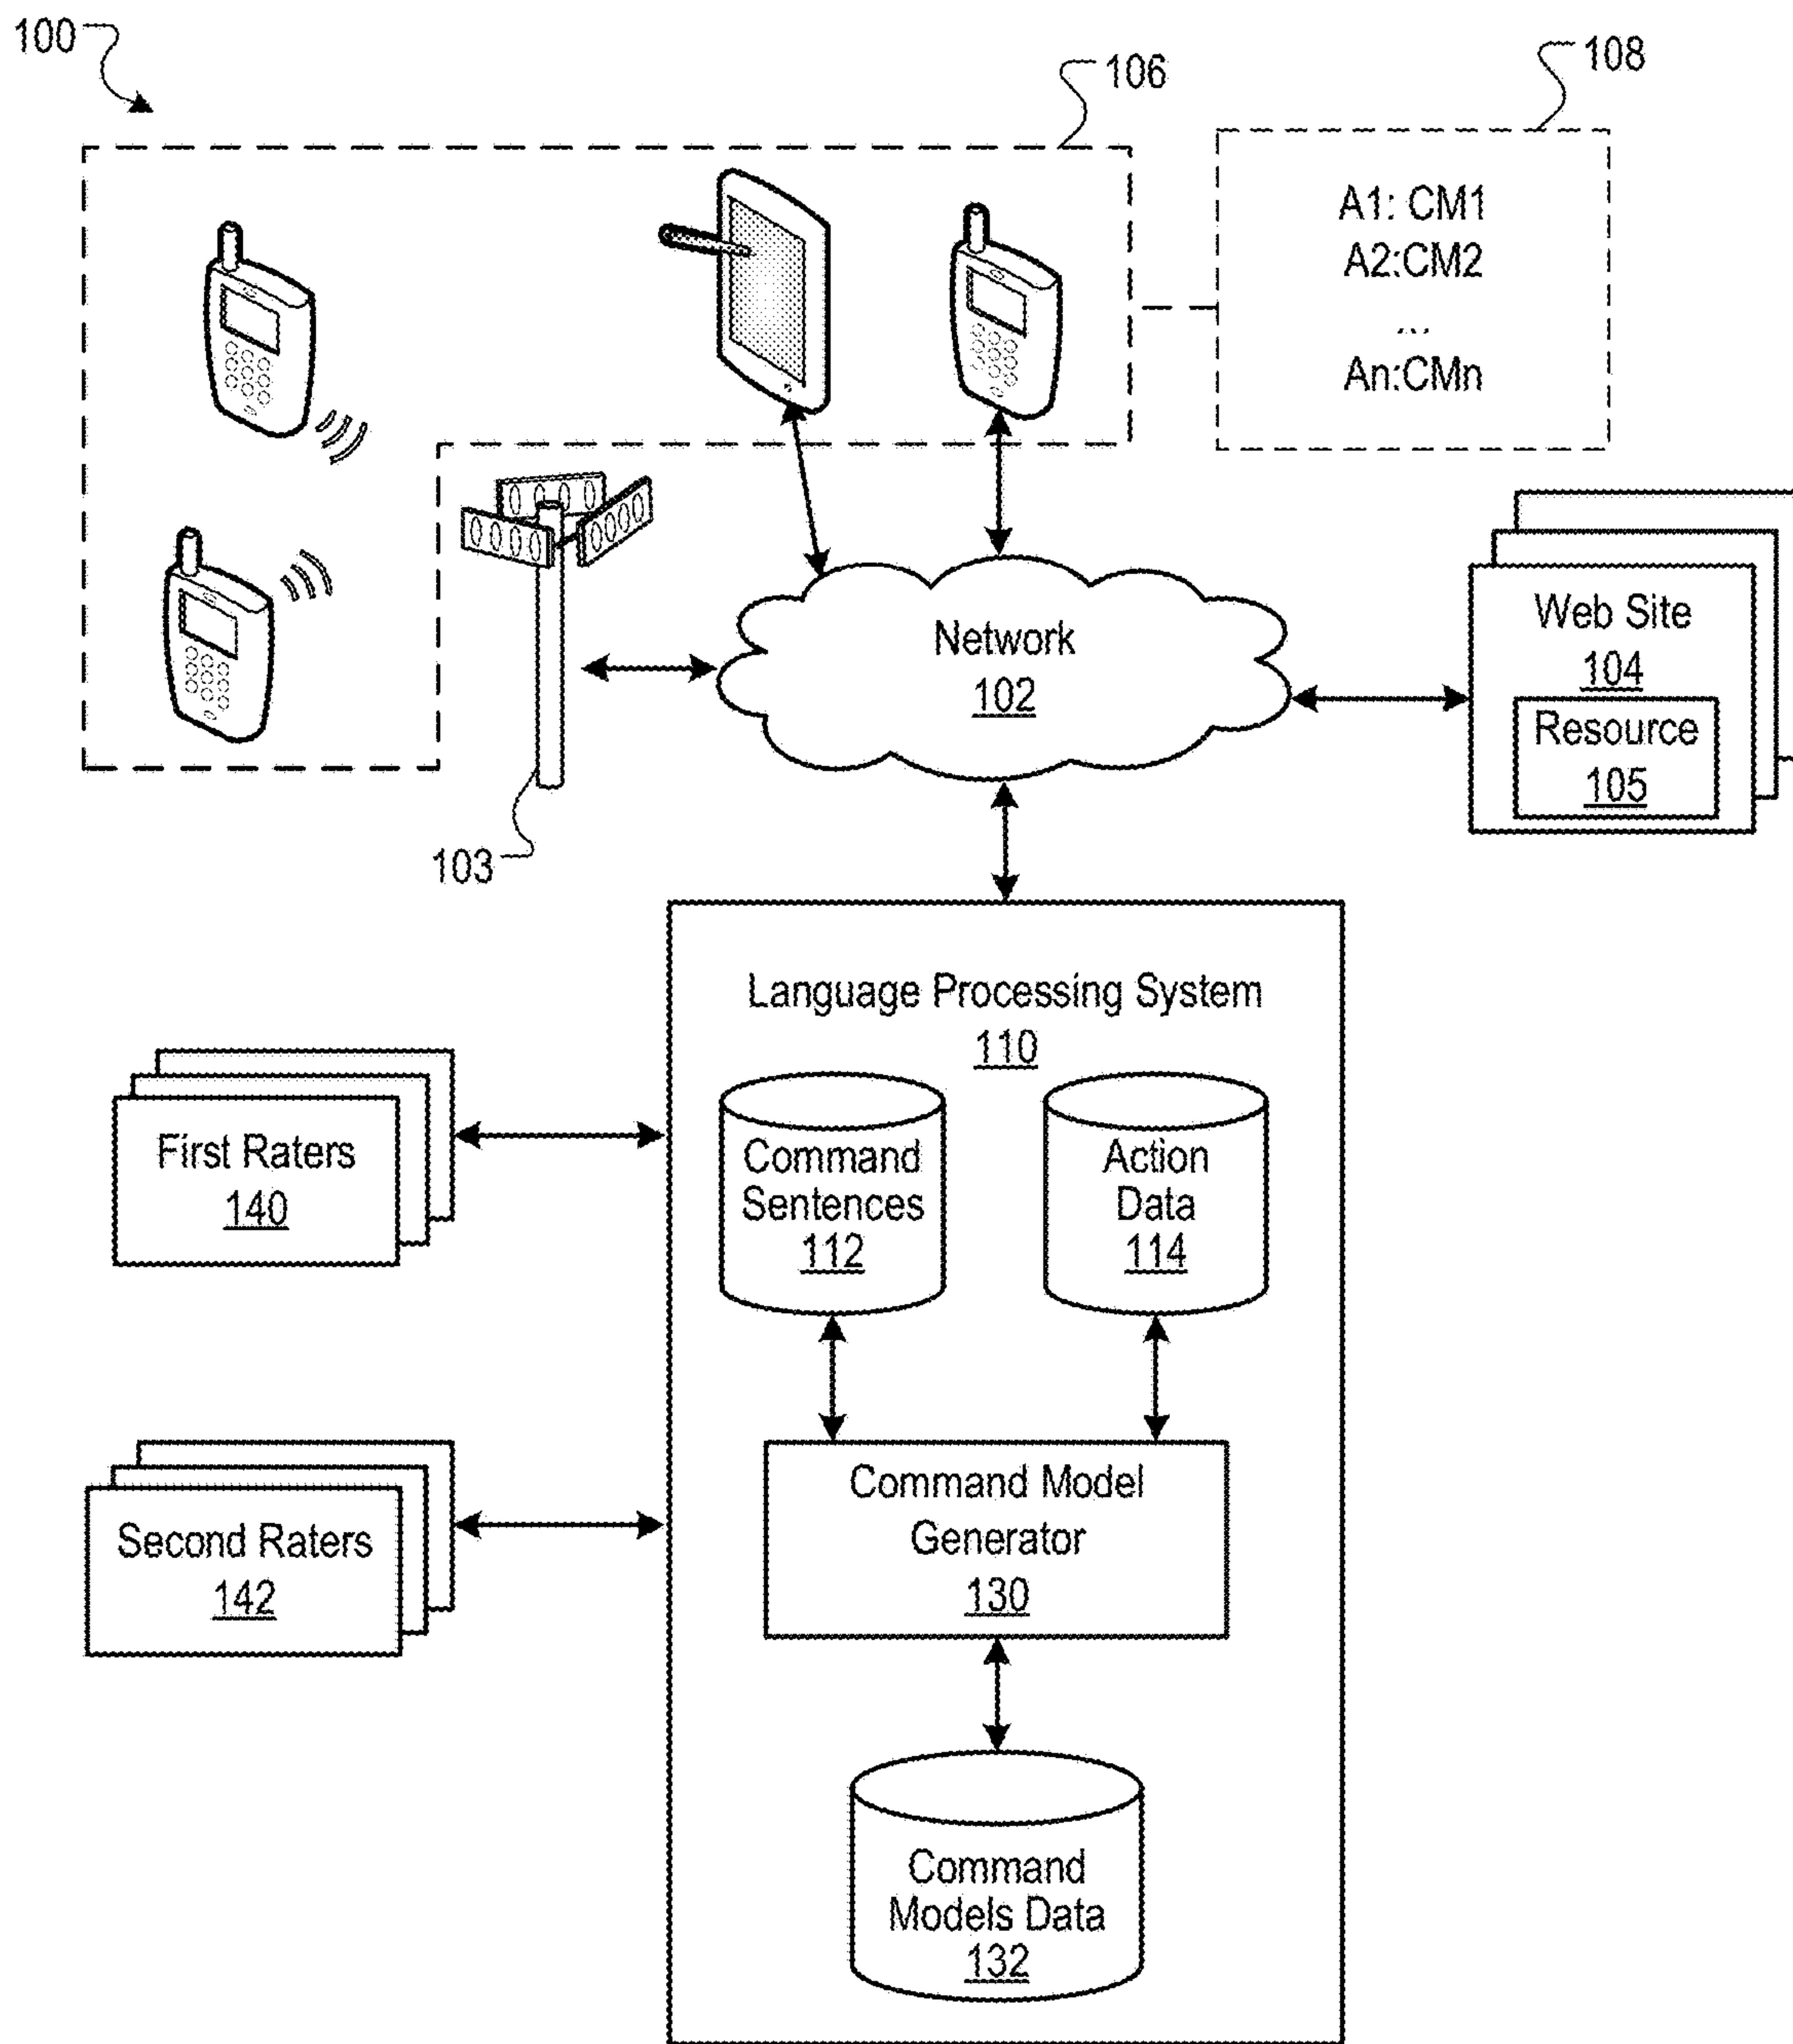 100
106
108
A1: CM1
A2:CM2
...
An:CMn
Network
102
Web Site
104
Resource
105
103
Language Processing System
110
First Raters
140
Command
Sentences
112
Action
Data
114
Second Raters
142
Command Model
Generator
130
Command
Models Data
132